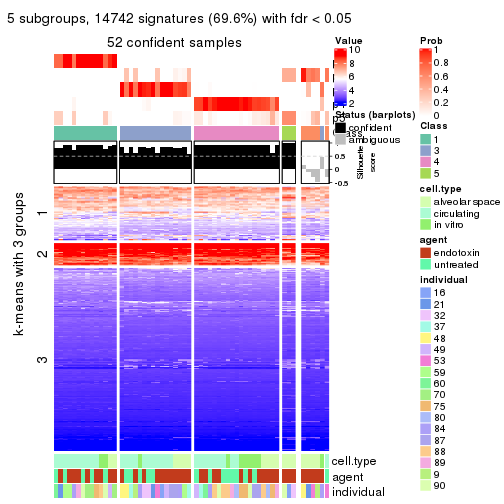 5 subgroups, 14742 signatures (69.6%) with fdr < 0.05
52 confident samples
k-means with 3 groups
1
2
3
1
0.5
0
-0.5
Silhouette
score
cell.type
agent
individual
Value
10
8
6
4
2
Status (barplots)
confident
ambiguous
Prob
1
0.8
0.6
0.4
0.2
0
Class
1
3
4
5
cell.type
alveolar space
circulating
in vitro
agent
endotoxin
untreated
individual
16
21
32
37
48
49
53
59
60
70
75
80
84
87
88
89
9
90